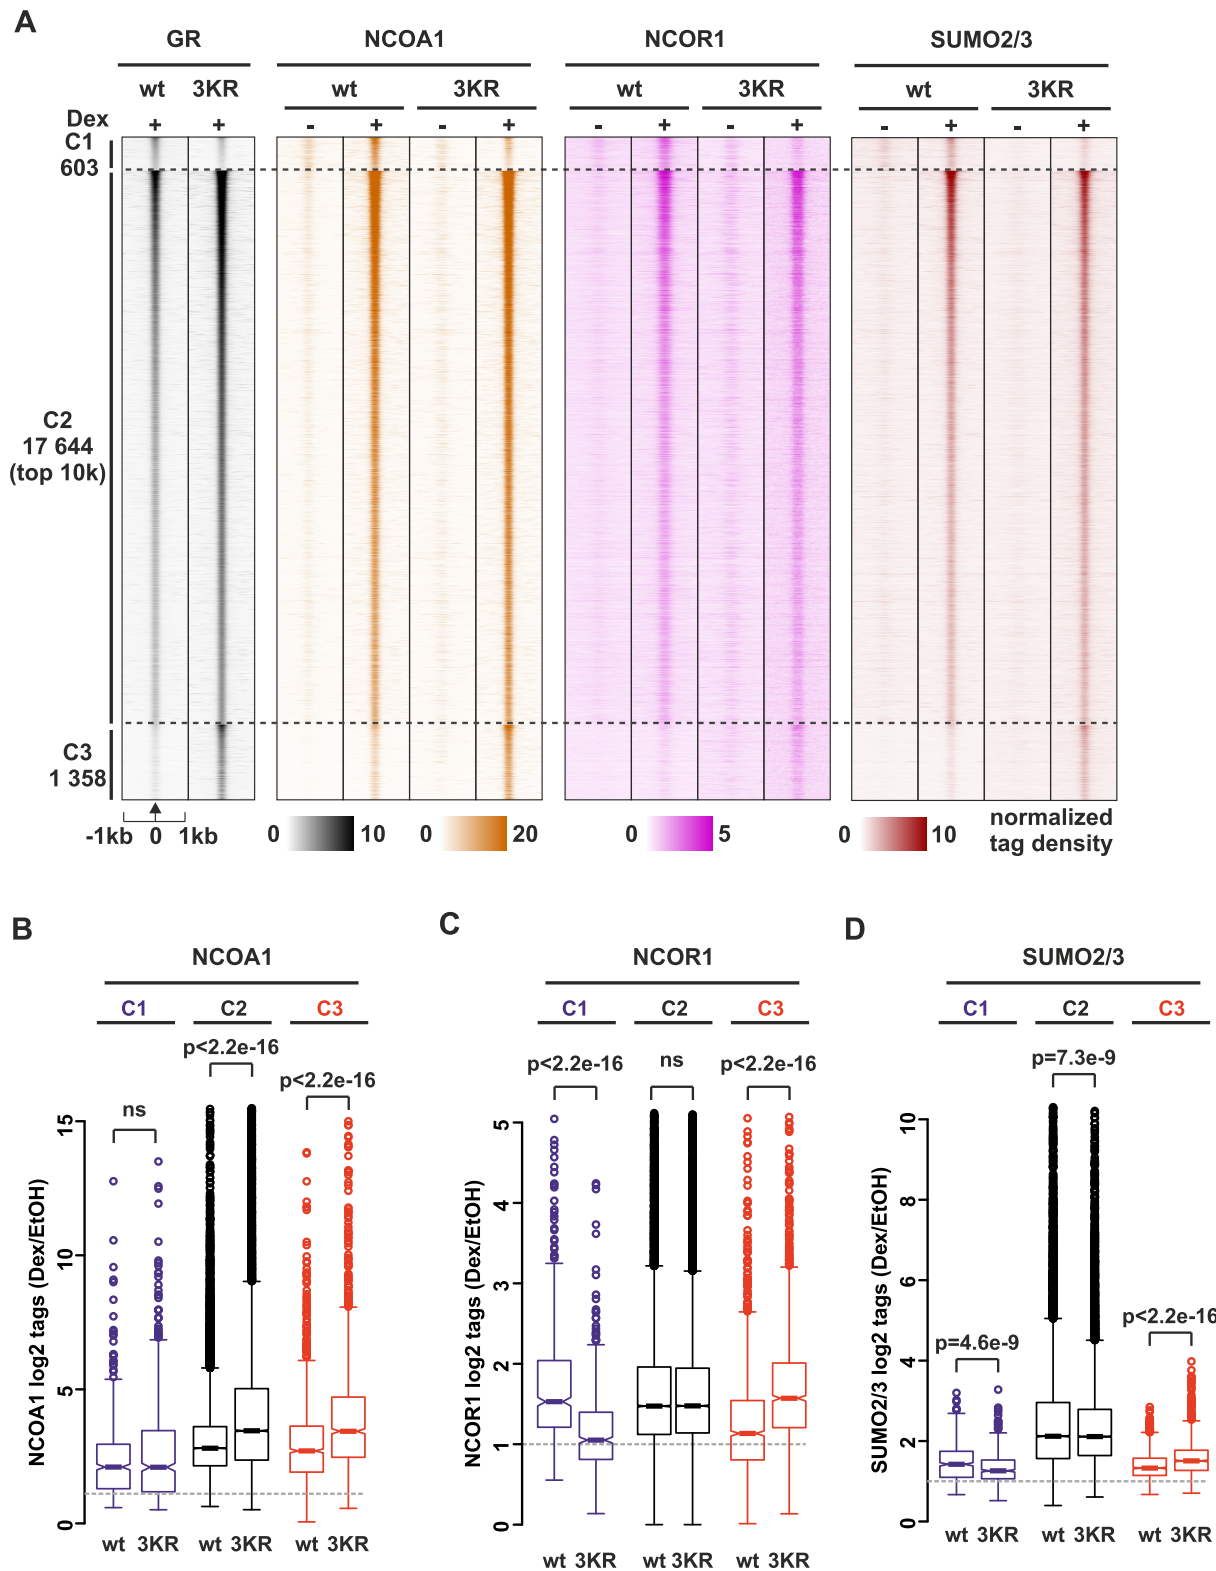 A
GR NCOA1 NCOR1 SUMO2/3
wt 3KR wt 3KR wt 3KR wt 3KR
Dex + + - + - + - + - + - + - +
C1
603
C2
17 644
(top 10k)
C3
1 358
-1kb 0 1kb
0 10 0 20 0 5 0 10
normalized
tag density
B
NCOA1
C1 C2 C3
p<2.2e-16
p<2.2e-16
ns
NCOA1 log2 tags (Dex/EtOH)
15
10
5
0
wt 3KR wt 3KR wt 3KR
C
NCOR1
C1 C2 C3
p<2.2e-16 ns p<2.2e-16
NCOR1 log2 tags (Dex/EtOH)
5
4
3
2
1
0
wt 3KR wt 3KR wt 3KR
D
SUMO2/3
C1 C2 C3
p=7.3e-9
p<2.2e-16
p=4.6e-9
SUMO2/3 log2 tags (Dex/EtOH)
10
8
6
4
2
0
wt 3KR wt 3KR wt 3KR